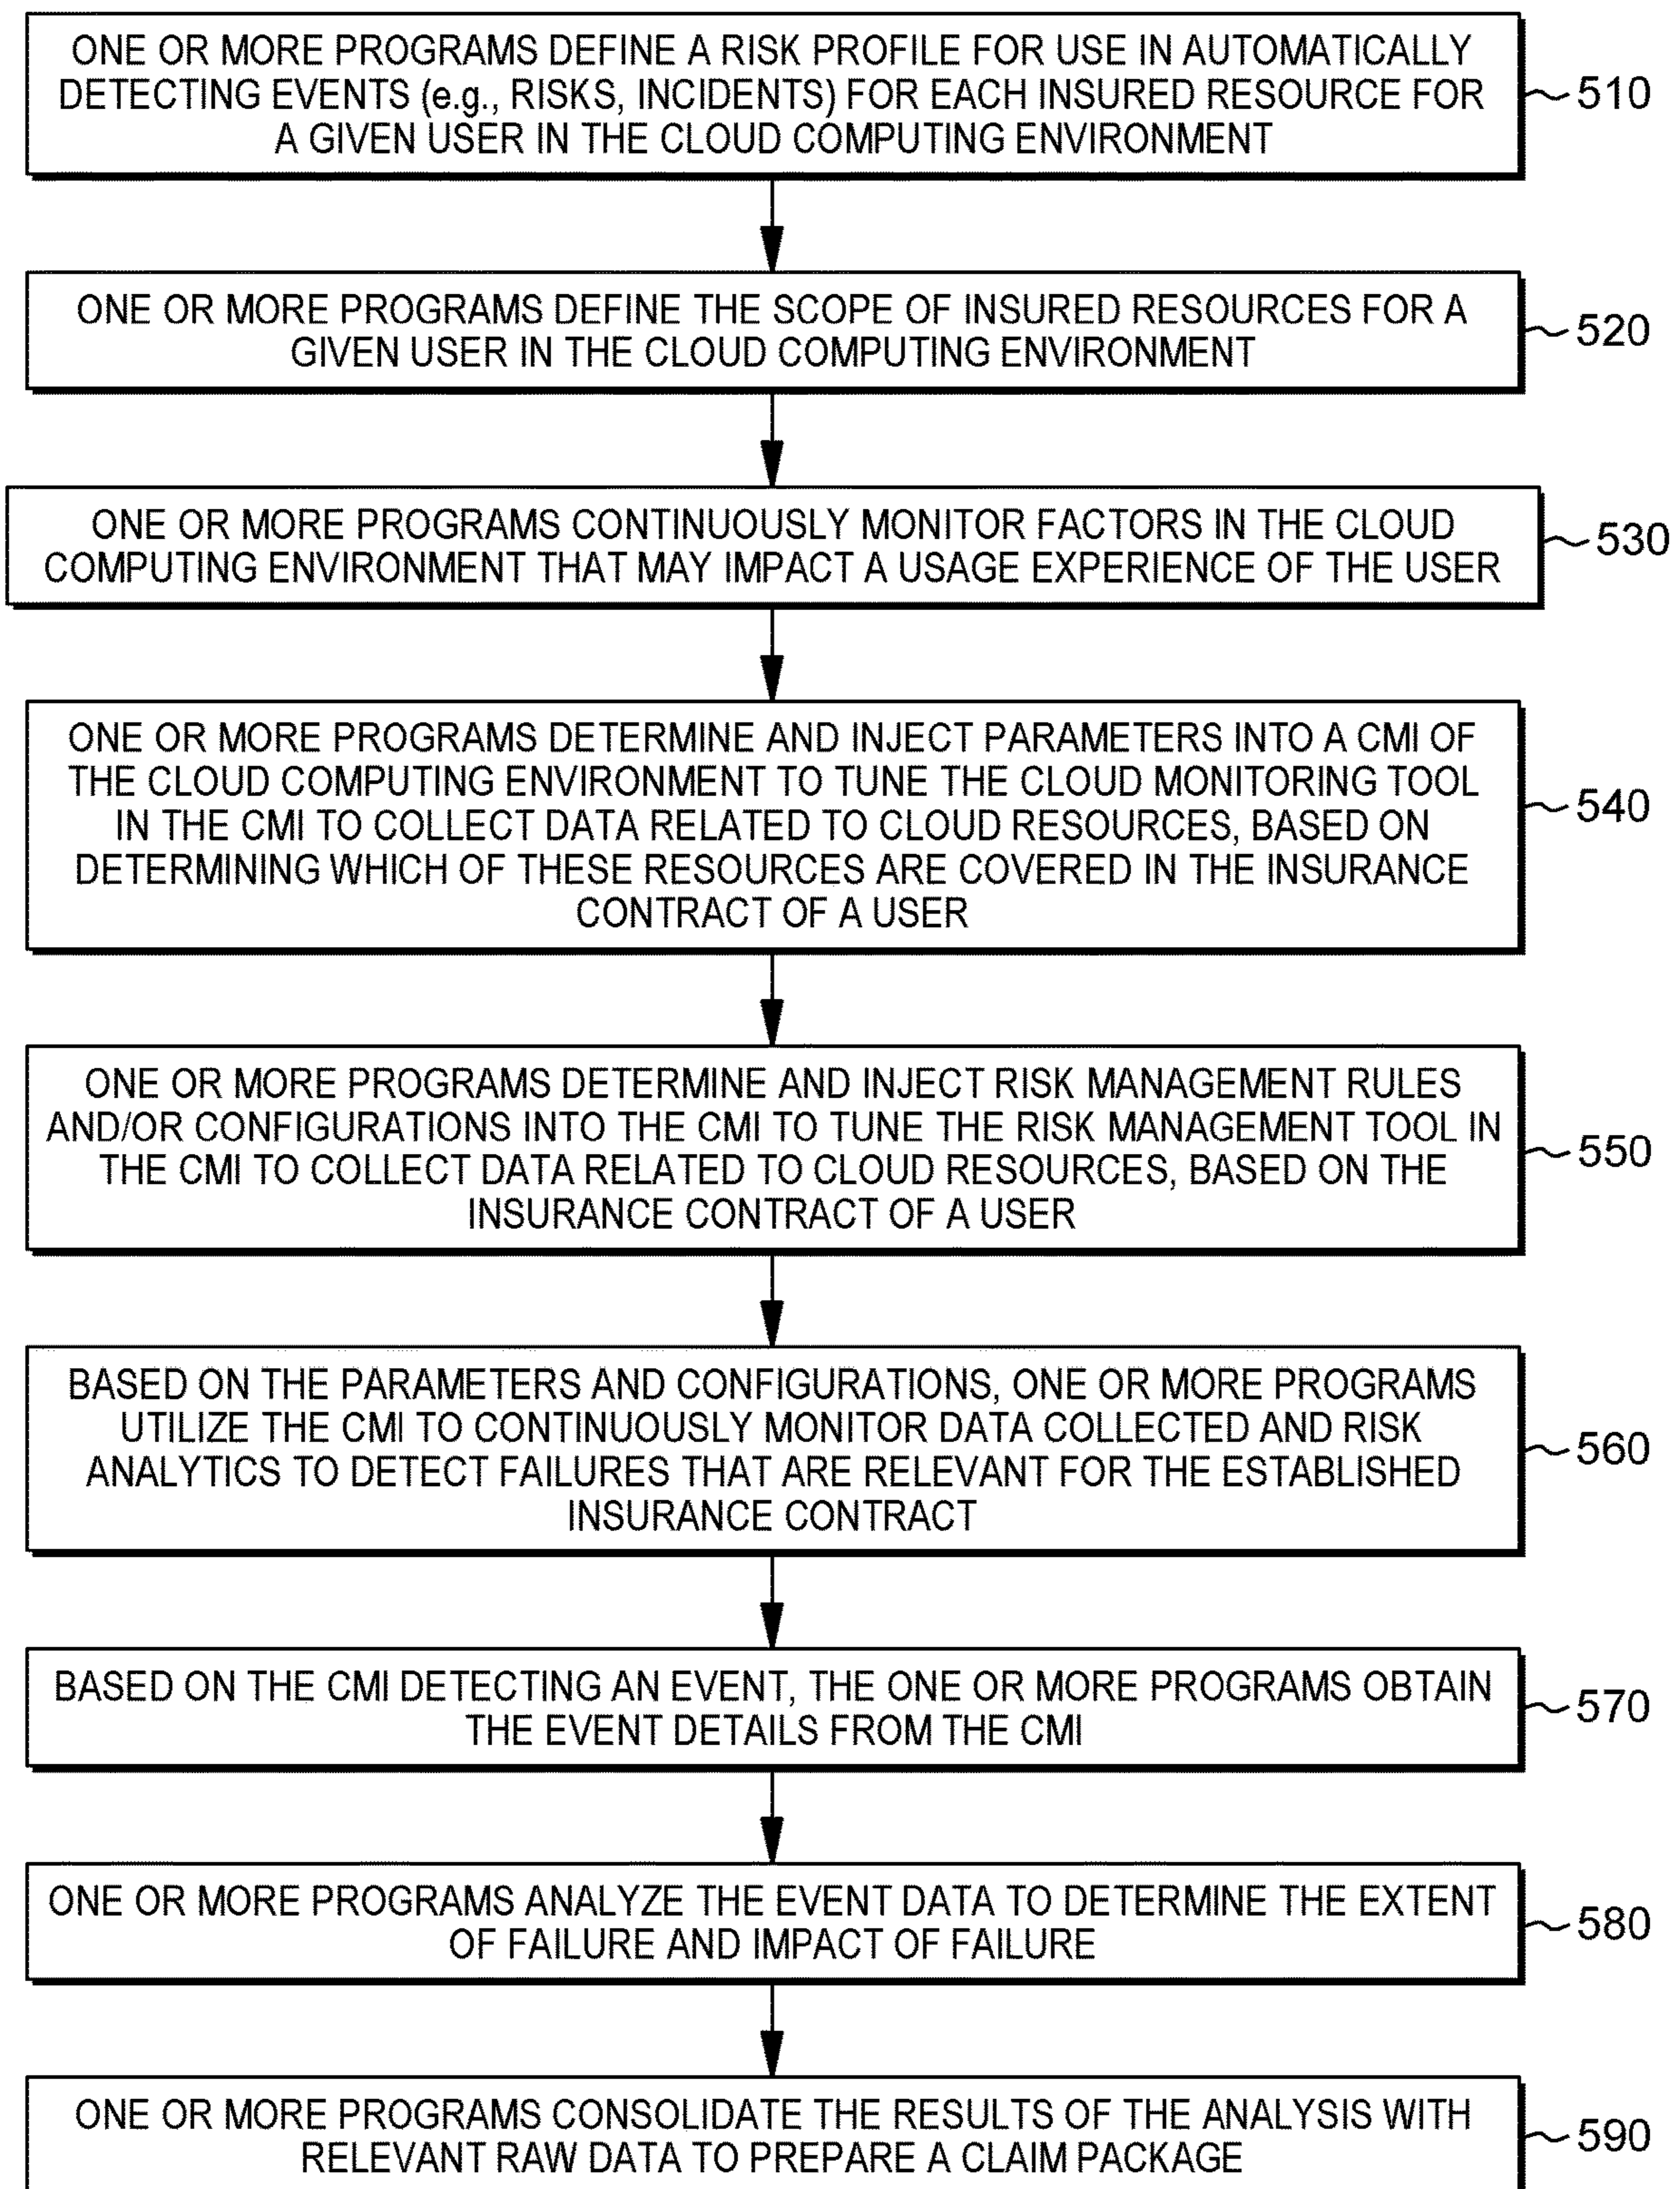 ONE OR MORE PROGRAMS DEFINE A RISK PROFILE FOR USE IN AUTOMATICALLY
DETECTING EVENTS (e.g., RISKS, INCIDENTS) FOR EACH INSURED RESOURCE FOR
A GIVEN USER IN THE CLOUD COMPUTING ENVIRONMENT
510
ONE OR MORE PROGRAMS DEFINE THE SCOPE OF INSURED RESOURCES FOR A
GIVEN USER IN THE CLOUD COMPUTING ENVIRONMENT
520
ONE OR MORE PROGRAMS CONTINUOUSLY MONITOR FACTORS IN THE CLOUD
COMPUTING ENVIRONMENT THAT MAY IMPACT A USAGE EXPERIENCE OF THE USER
530
ONE OR MORE PROGRAMS DETERMINE AND INJECT PARAMETERS INTO A CMI OF
THE CLOUD COMPUTING ENVIRONMENT TO TUNE THE CLOUD MONITORING TOOL
IN THE CMI TO COLLECT DATA RELATED TO CLOUD RESOURCES, BASED ON
DETERMINING WHICH OF THESE RESOURCES ARE COVERED IN THE INSURANCE
CONTRACT OF A USER
540
ONE OR MORE PROGRAMS DETERMINE AND INJECT RISK MANAGEMENT RULES
AND/OR CONFIGURATIONS INTO THE CMI TO TUNE THE RISK MANAGEMENT TOOL IN
THE CMI TO COLLECT DATA RELATED TO CLOUD RESOURCES, BASED ON THE
INSURANCE CONTRACT OF A USER
550
BASED ON THE PARAMETERS AND CONFIGURATIONS, ONE OR MORE PROGRAMS
UTILIZE THE CMI TO CONTINUOUSLY MONITOR DATA COLLECTED AND RISK
ANALYTICS TO DETECT FAILURES THAT ARE RELEVANT FOR THE ESTABLISHED
INSURANCE CONTRACT
560
BASED ON THE CMI DETECTING AN EVENT, THE ONE OR MORE PROGRAMS OBTAIN
THE EVENT DETAILS FROM THE CMI
570
ONE OR MORE PROGRAMS ANALYZE THE EVENT DATA TO DETERMINE THE EXTENT
OF FAILURE AND IMPACT OF FAILURE
580
ONE OR MORE PROGRAMS CONSOLIDATE THE RESULTS OF THE ANALYSIS WITH
RELEVANT RAW DATA TO PREPARE A CLAIM PACKAGE
590